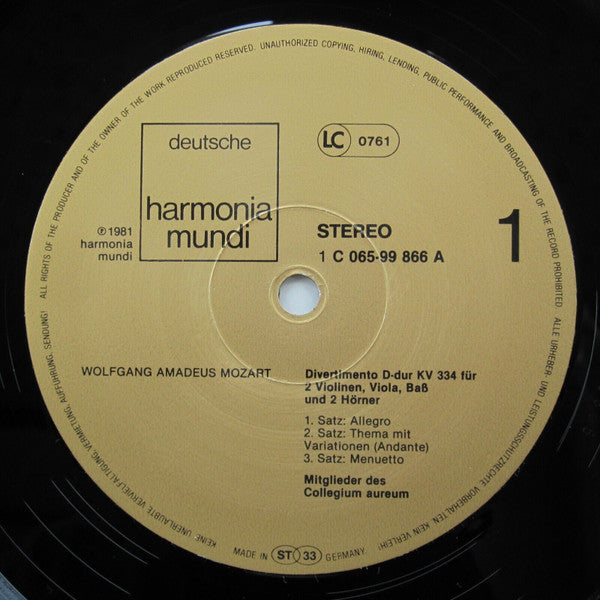 ALL RIGHTS OF THE PRODUCER AND OF THE OWNER OF THE WORK REPRODUCED RESERVED. UNAUTHORIZED COPYING, HIRING, LENDING, PUBLIC PERFORMANCE AND BROADCASTING OF THE RECORD PROHIBITED
ALLE URHEBER- UND LEISTUNGSSCHUTZRECHTE VORBEHALTEN. KEIN VERLEIH! KEINE UNERLAUBTE VERVIELFÄLTIGUNG, VERMIETUNG, AUFFÜHRUNG, SENDUNG!
deutsche
harmonia
mundi
LC 0761
℗ 1981
harmonia
mundi
STEREO
1 C 065-99 866 A
1
WOLFGANG AMADEUS MOZART
Divertimento D-dur KV 334 für
2 Violinen, Viola, Baß
und 2 Hörner
1. Satz: Allegro
2. Satz: Thema mit
Variationen (Andante)
3. Satz: Menuetto
Mitglieder des
Collegium aureum
MADE IN ST 33 GERMANY